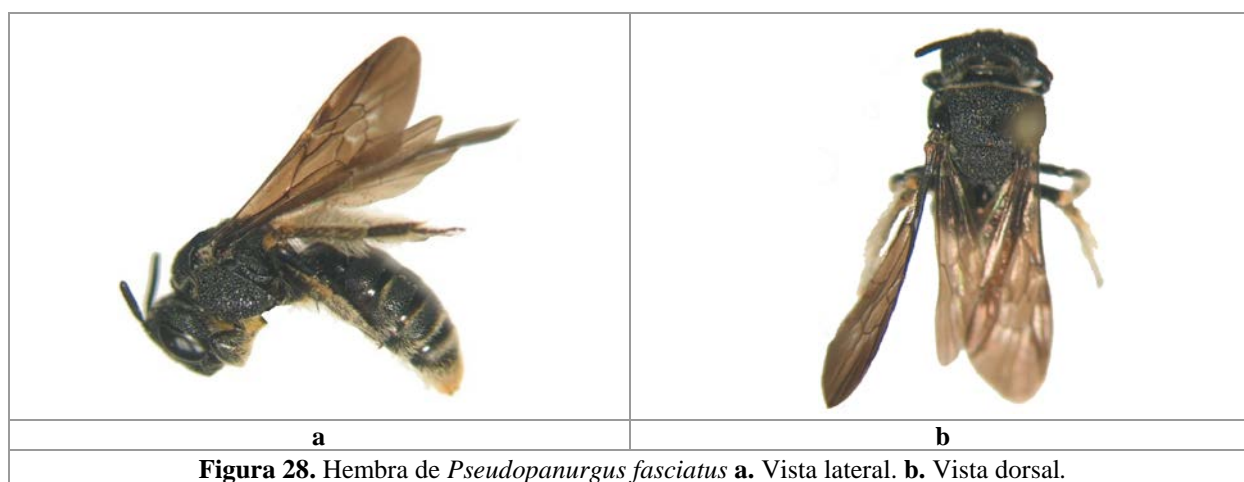 a
b
Figura 28. Hembra de Pseudopanurgus fasciatus a. Vista lateral. b. Vista dorsal.